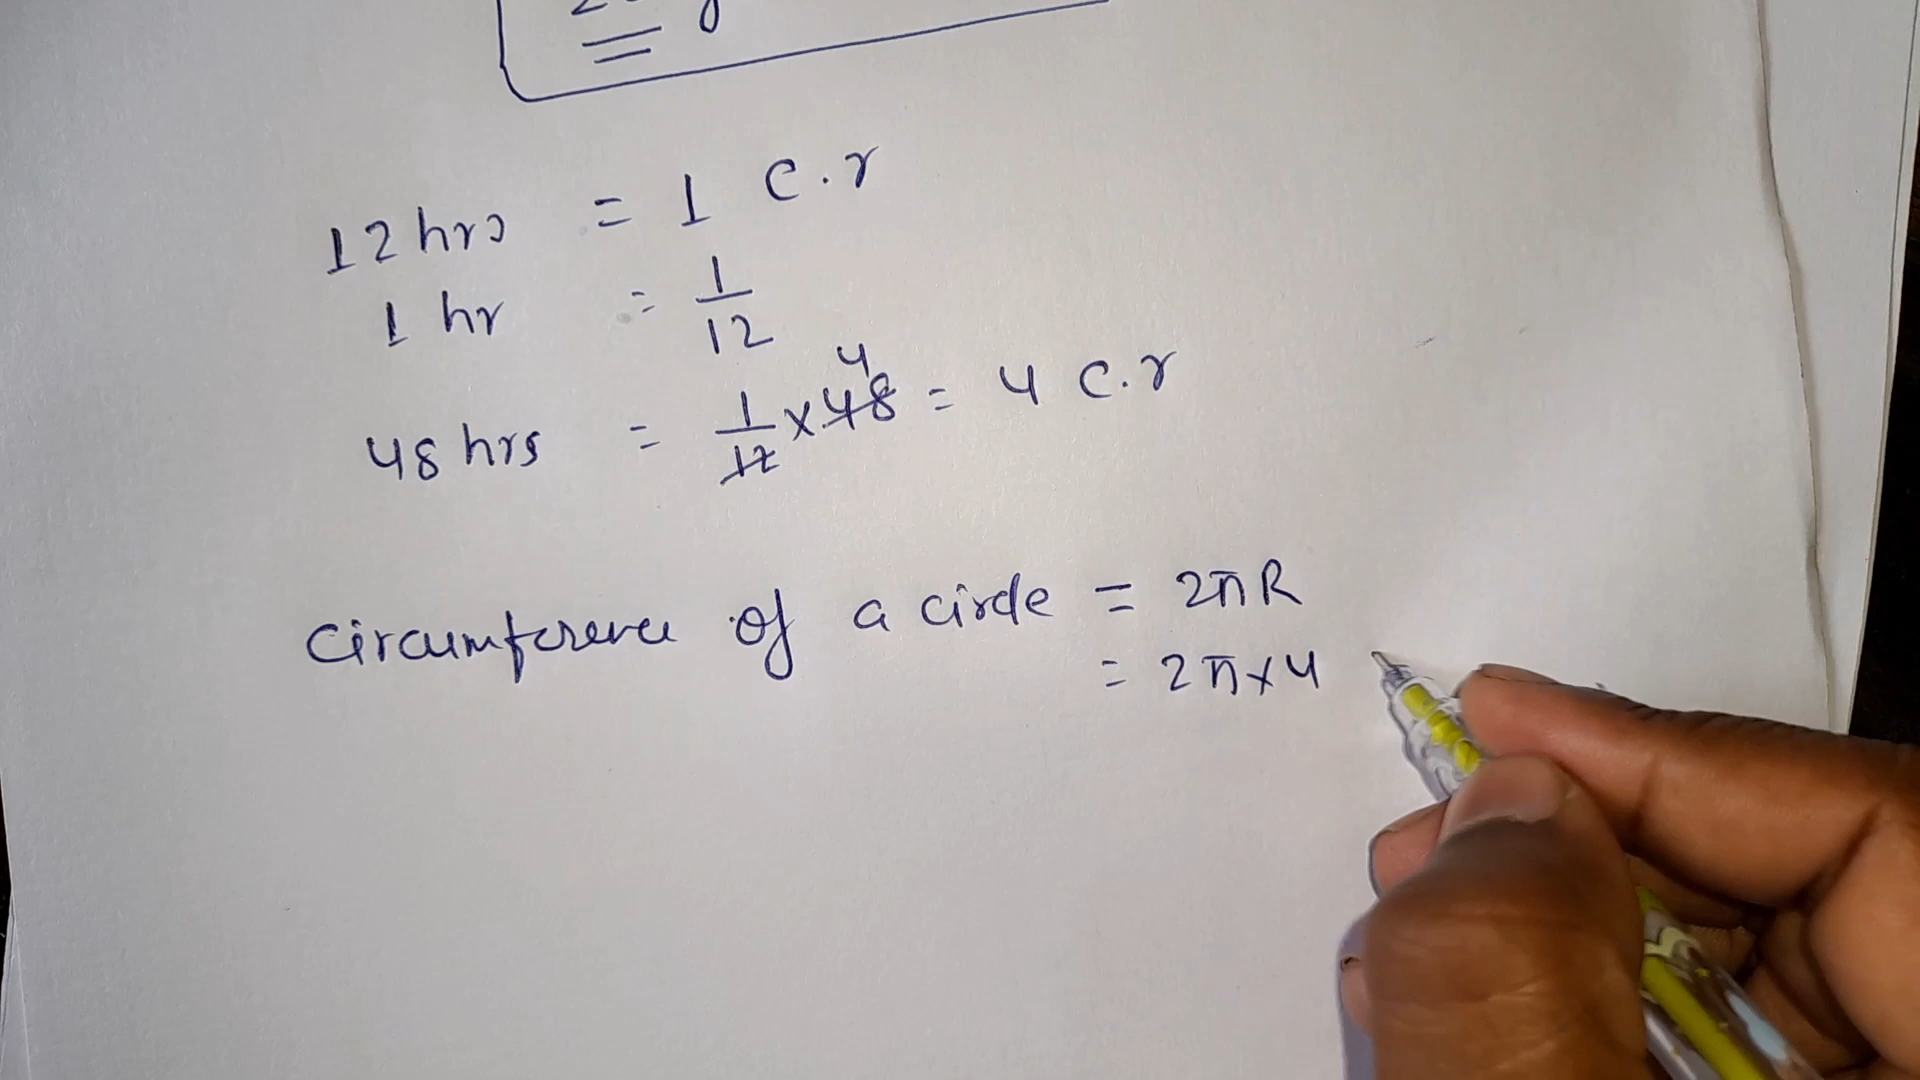 12 hrs = 1 C.r
1 hr = 1/12
48 hrs = 1/12 × 48 4 = 4 C.r
Circumference of a circle = 2πR
= 2π×4